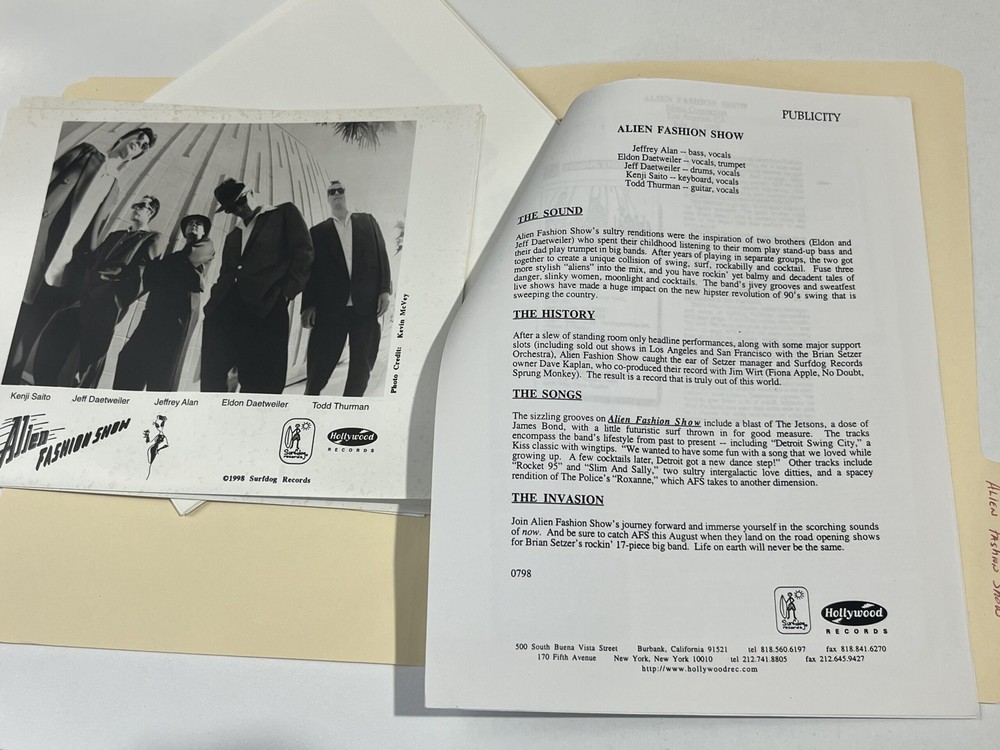 Photo Credit: Kevin McVey
Kenji Saito Jeff Daetweiler Jeffrey Alan Eldon Daetweiler Todd Thurman
Alien FASHION SHOW
Surfdog records
Hollywood
RECORDS
©1998 Surfdog Records
PUBLICITY
ALIEN FASHION SHOW
Jeffrey Alan -- bass, vocals
Eldon Daetweiler -- vocals, trumpet
Jeff Daetweiler -- drums, vocals
Kenji Saito -- keyboard, vocals
Todd Thurman -- guitar, vocals
THE SOUND
Alien Fashion Show's sultry renditions were the inspiration of two brothers (Eldon and
Jeff Daetweiler) who spent their childhood listening to their mom play stand-up bass and
their dad play trumpet in big bands. After years of playing in separate groups, the two got
together to create a unique collision of swing, surf, rockabilly and cocktail. Fuse three
more stylish "aliens" into the mix, and you have rockin' yet balmy and decadent tales of
danger, slinky women, moonlight and cocktails. The band's jivey grooves and sweatfest
live shows have made a huge impact on the new hipster revolution of 90's swing that is
sweeping the country.
THE HISTORY
After a slew of standing room only headline performances, along with some major support
slots (including sold out shows in Los Angeles and San Francisco with the Brian Setzer
Orchestra), Alien Fashion Show caught the ear of Setzer manager and Surfdog Records
owner Dave Kaplan, who co-produced their record with Jim Wirt (Fiona Apple, No Doubt,
Sprung Monkey). The result is a record that is truly out of this world.
THE SONGS
The sizzling grooves on Alien Fashion Show include a blast of The Jetsons, a dose of
James Bond, with a little futuristic surf thrown in for good measure. The tracks
encompass the band's lifestyle from past to present -- including "Detroit Swing City," a
Kiss classic with wingtips. "We wanted to have some fun with a song that we loved while
growing up. A few cocktails later, Detroit got a new dance step!" Other tracks include
"Rocket 95" and "Slim And Sally," two sultry intergalactic love ditties, and a spacey
rendition of The Police's "Roxanne," which AFS takes to another dimension.
THE INVASION
Join Alien Fashion Show's journey forward and immerse yourself in the scorching sounds
of now. And be sure to catch AFS this August when they land on the road opening shows
for Brian Setzer's rockin' 17-piece big band. Life on earth will never be the same.
0798
Surfdog records
Hollywood
RECORDS
500 South Buena Vista Street Burbank, California 91521 tel 818.560.6197 fax 818.841.6270
170 Fifth Avenue New York, New York 10010 tel 212.741.8805 fax 212.645.9427
http://www.hollywoodrec.com
ALIEN FASHION SHOW